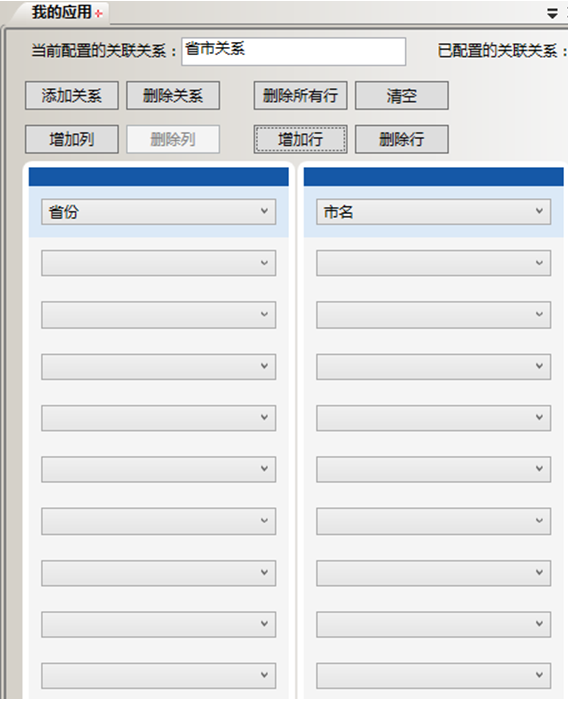 我的应用
当前配置的关联关系： 省市关系 已配置的关联关系：
添加关系 删除关系 删除所有行 清空
增加列 删除列 增加行 删除行
省份 市名